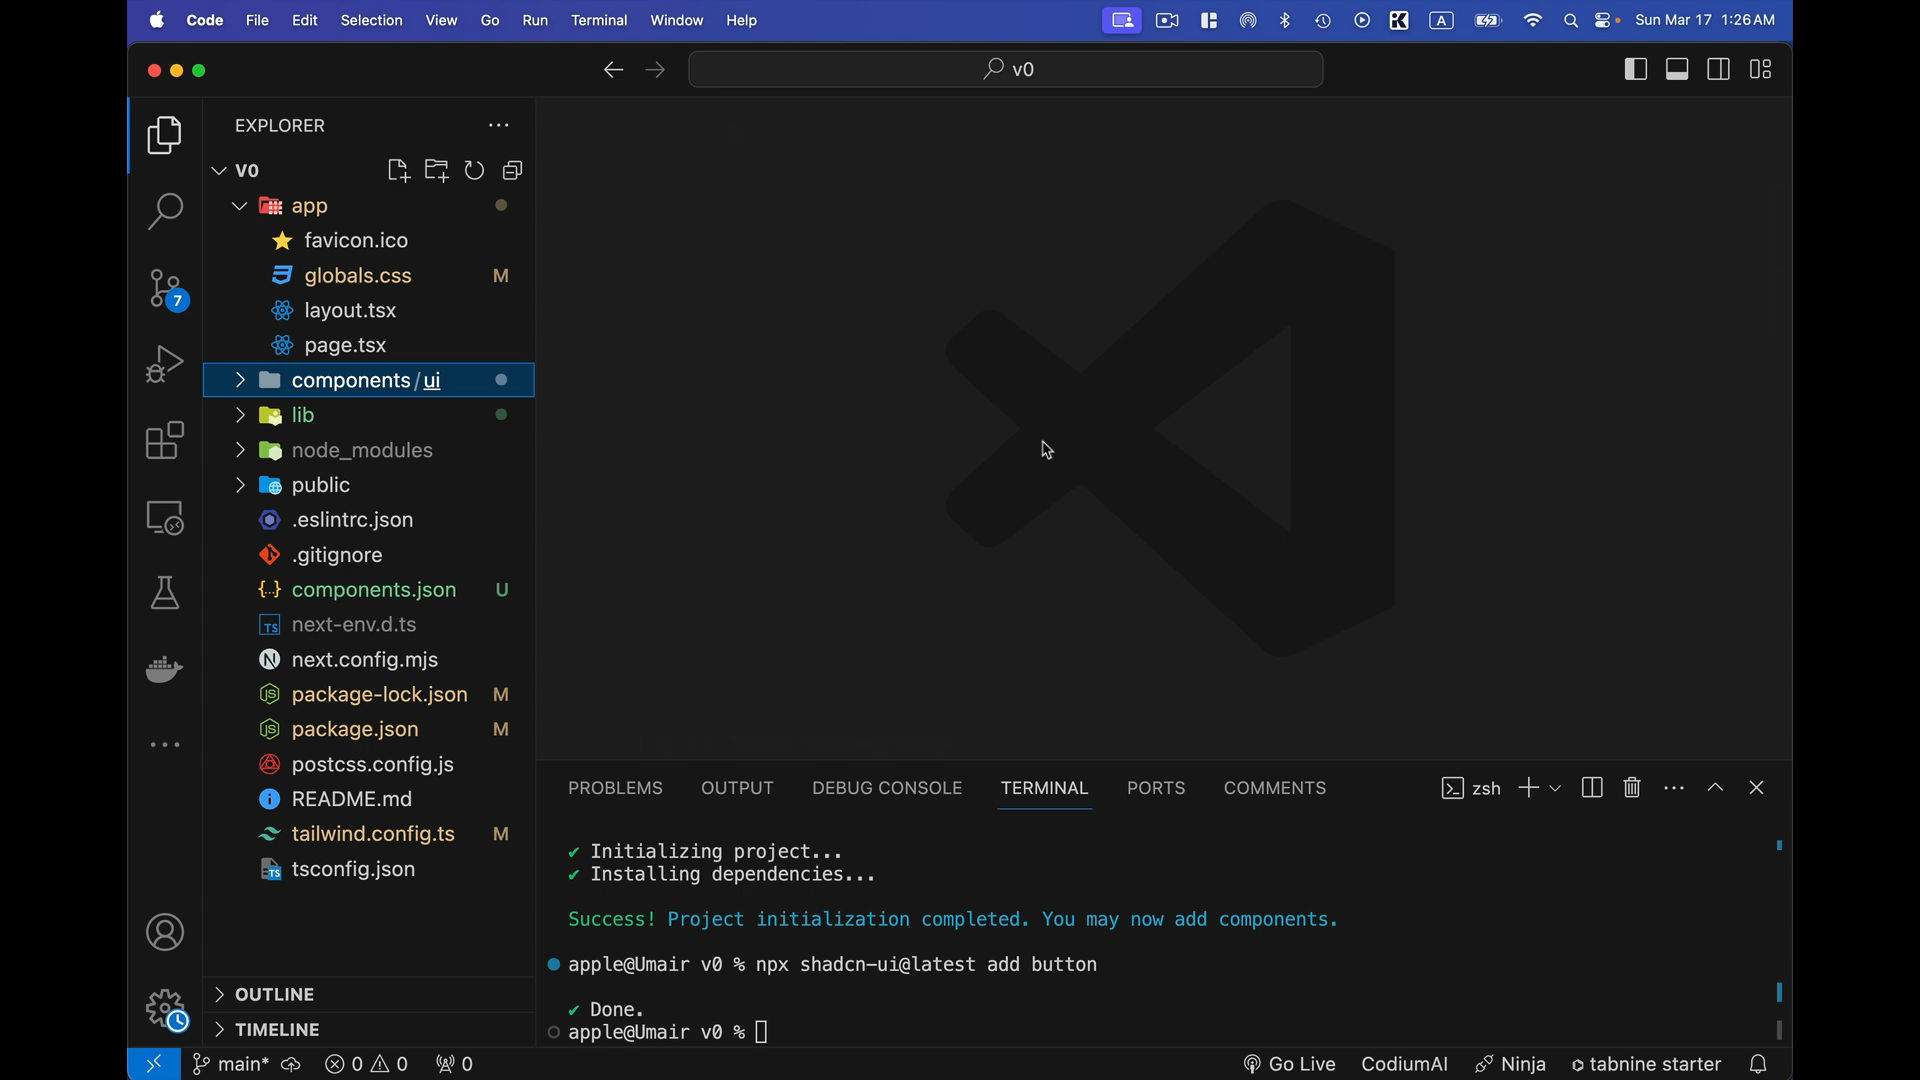 Code File Edit Selection View Go Run Terminal Window Help
A
Sun Mar 17 1:26 AM
v0
EXPLORER
V0
app
favicon.ico
globals.css M
layout.tsx
page.tsx
7
components/ui
lib
node_modules
public
.eslintrc.json
.gitignore
components.json U
next-env.d.ts
next.config.mjs
package-lock.json M
package.json M
postcss.config.js
README.md
tailwind.config.ts M
tsconfig.json
OUTLINE
TIMELINE
PROBLEMS OUTPUT DEBUG CONSOLE TERMINAL PORTS COMMENTS
zsh
✔ Initializing project...
✔ Installing dependencies...
Success! Project initialization completed. You may now add components.
apple@Umair v0 % npx shadcn-ui@latest add button
✔ Done.
apple@Umair v0 %
main* 0 0 0
Go Live CodiumAI Ninja tabnine starter